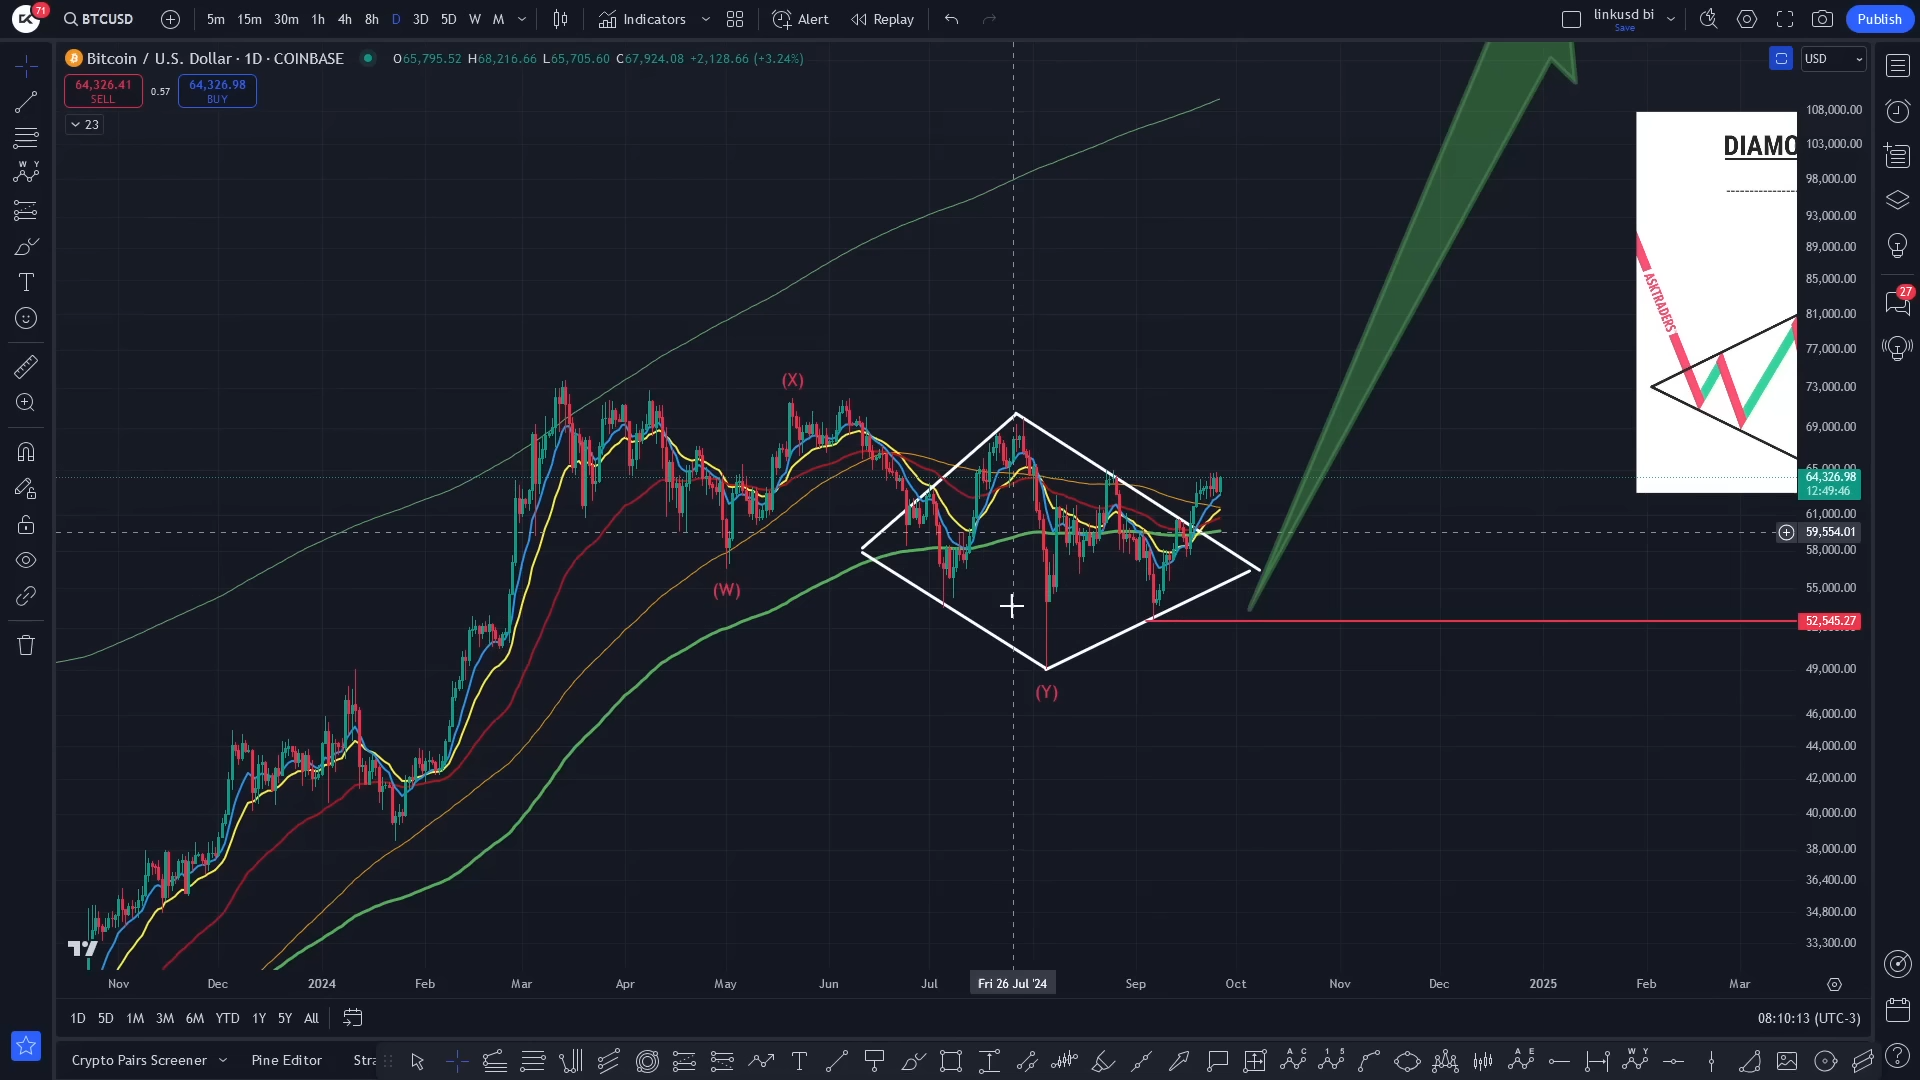 71
BTCUSD
5m 15m 30m 1h 4h 8h D 3D 5D W M
Indicators
Alert
Replay
linkusd bi
Save
Publish
Bitcoin / U.S. Dollar · 1D · COINBASE
O65,795.52 H68,216.66 L65,705.60 C67,924.08 +2,128.66 (+3.24%)
USD
64,326.41
SELL
0.57
64,326.98
BUY
23
W Y
T
DIAMO
ASKTRADERS
(X)
(W)
(Y)
108,000.00
103,000.00
98,000.00
93,000.00
89,000.00
85,000.00
81,000.00
77,000.00
73,000.00
69,000.00
64,326.98
12:49:46
61,000.00
59,554.01
58,000.00
55,000.00
52,545.27
49,000.00
46,000.00
44,000.00
42,000.00
40,000.00
38,000.00
36,400.00
34,800.00
33,300.00
27
Nov Dec 2024 Feb Mar Apr May Jun Jul Fri 26 Jul '24 Sep Oct Nov Dec 2025 Feb Mar
1D 5D 1M 3M 6M YTD 1Y 5Y All
08:10:13 (UTC-3)
Crypto Pairs Screener
Pine Editor
Stra